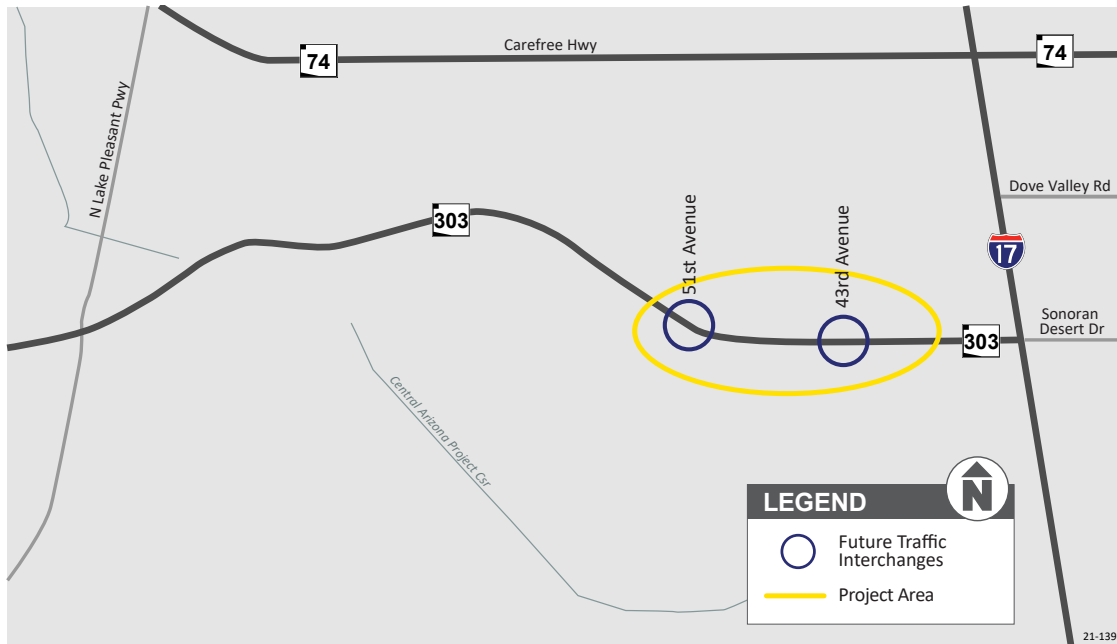 Carefree Hwy
74
74
N Lake Pleasant Pwy
Dove Valley Rd
303
51st Avenue
43rd Avenue
17
Sonoran
Desert Dr
303
Central Arizona Project Csr
N
LEGEND
Future Traffic
Interchanges
Project Area
21-139